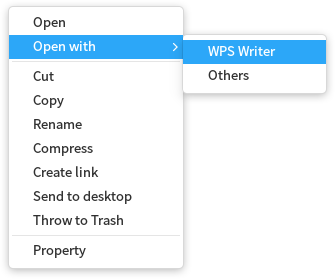 Open
Open with
WPS Writer
Others
Cut
Copy
Rename
Compress
Create link
Send to desktop
Throw to Trash
Property